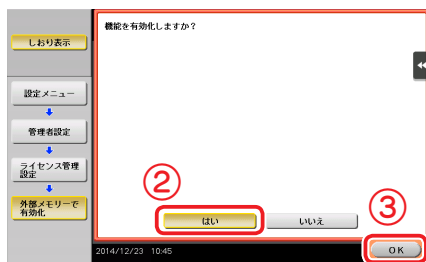 機能を有効化しますか？
しおり表示
設定メニュー
管理者設定
ライセンス管理
設定
外部メモリーで
有効化
②
③
はい
いいえ
2014/12/23 10:45
OK